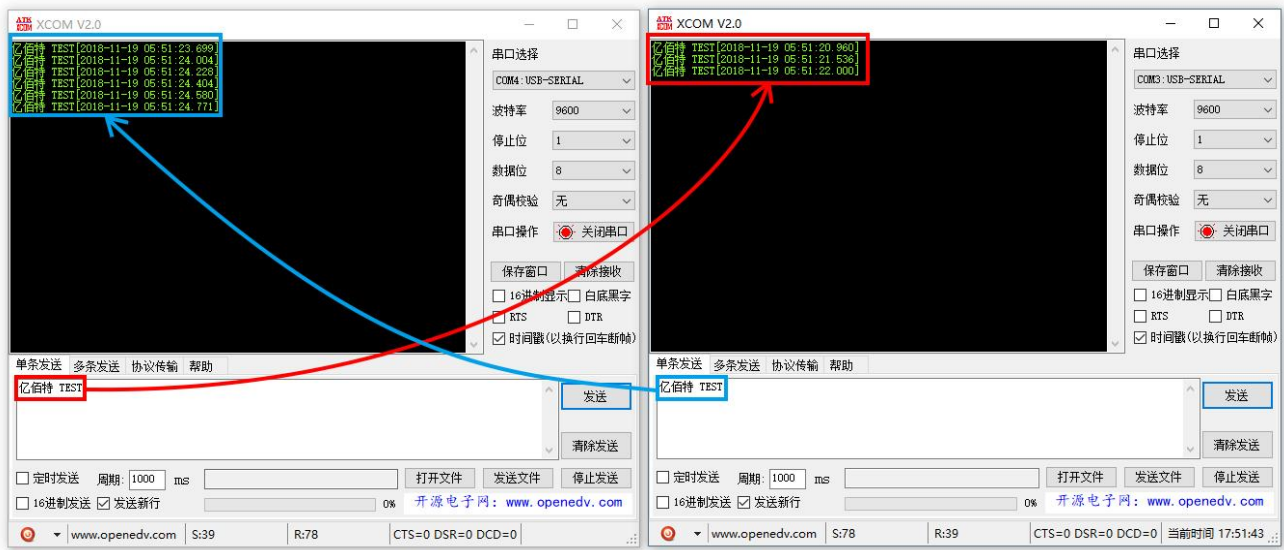 XCOM V2.0
亿佰特 TEST[2018-11-19 05:51:23.699]
亿佰特 TEST[2018-11-19 05:51:24.004]
亿佰特 TEST[2018-11-19 05:51:24.228]
亿佰特 TEST[2018-11-19 05:51:24.404]
亿佰特 TEST[2018-11-19 05:51:24.580]
亿佰特 TEST[2018-11-19 05:51:24.771]
串口选择
COM4:USB-SERIAL
波特率 9600
停止位 1
数据位 8
奇偶校验 无
串口操作 关闭串口
保存窗口 清除接收
16进制显示 白底黑字
RTS DTR
时间戳(以换行回车断帧)
单条发送 多条发送 协议传输 帮助
亿佰特 TEST
发送
清除发送
定时发送 周期: 1000 ms 打开文件 发送文件 停止发送
16进制发送 发送新行 0% 开源电子网: www.openedv.com
www.openedv.com S:39 R:78 CTS=0 DSR=0 DCD=0
ATK XCOM XCOM V2.0
亿佰特 TEST[2018-11-19 05:51:20.960]
亿佰特 TEST[2018-11-19 05:51:21.536]
亿佰特 TEST[2018-11-19 05:51:22.000]
串口选择
COM3:USB-SERIAL
波特率 9600
停止位 1
数据位 8
奇偶校验 无
串口操作 关闭串口
保存窗口 清除接收
16进制显示 白底黑字
RTS DTR
时间戳(以换行回车断帧)
单条发送 多条发送 协议传输 帮助
亿佰特 TEST
发送
清除发送
定时发送 周期: 1000 ms 打开文件 发送文件 停止发送
16进制发送 发送新行 0% 开源电子网: www.openedv.com
www.openedv.com S:78 R:39 CTS=0 DSR=0 DCD=0 当前时间 17:51:43